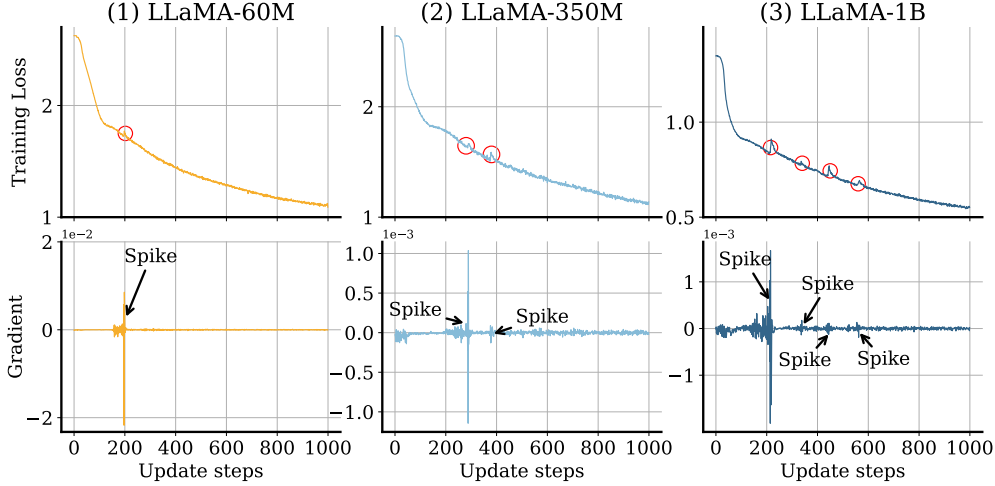 (1) LLaMA-60M (2) LLaMA-350M (3) LLaMA-1B
Training Loss
2
1
2
1
1.0
0.5
Gradient
1e−2
2
0
−2
Spike
0 200 400 600 800 1000
Update steps
1e−3
1.0
0.5
0.0
−0.5
−1.0
Spike
Spike
0 200 400 600 800 1000
Update steps
1e−3
1
0
−1
Spike
Spike
Spike
Spike
0 200 400 600 800 1000
Update steps